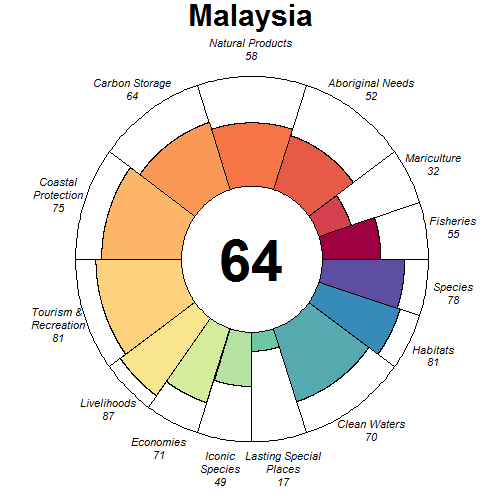 Malaysia
Natural Products
58
Aboriginal Needs
52
Mariculture
32
Fisheries
55
Species
78
Habitats
81
Clean Waters
70
Lasting Special
Places
17
Iconic
Species
49
Economies
71
Livelihoods
87
Tourism &
Recreation
81
Coastal
Protection
75
Carbon Storage
64
64